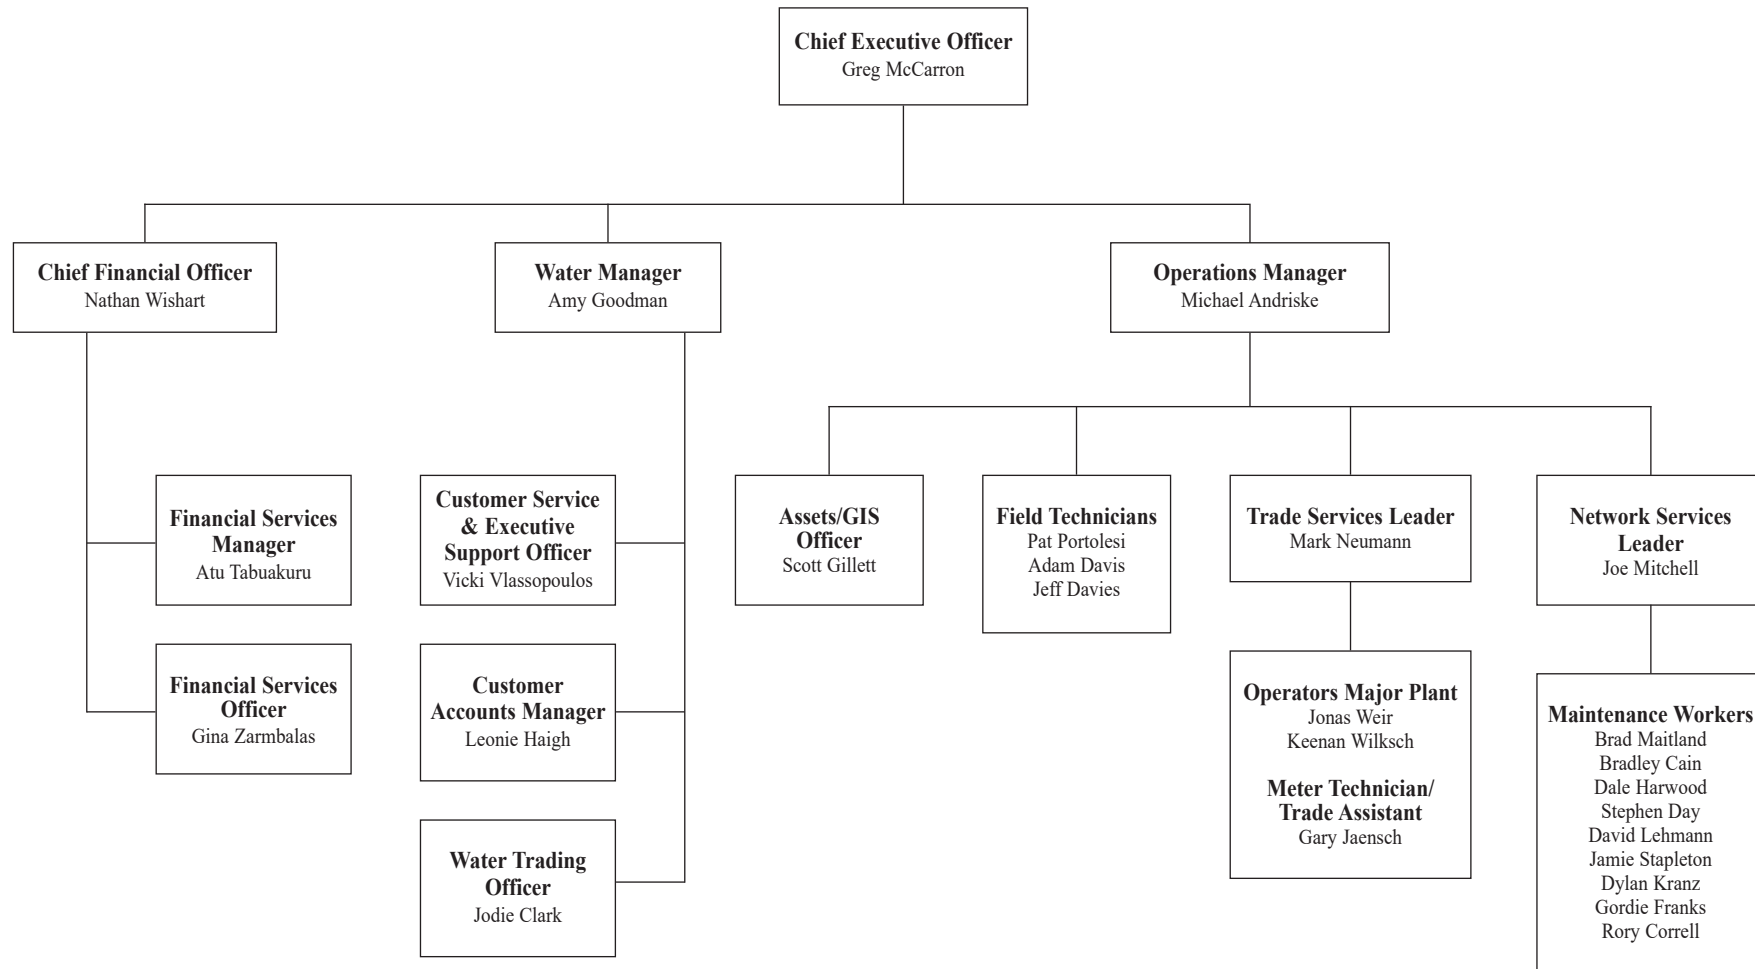 Chief Executive Officer
Greg McCarron
Chief Financial Officer
Nathan Wishart
Water Manager
Amy Goodman
Operations Manager
Michael Andriske
Financial Services
Manager
Atu Tabuakuru
Customer Service
& Executive
Support Officer
Vicki Vlassopoulos
Assets/GIS
Officer
Scott Gillett
Field Technicians
Pat Portolesi
Adam Davis
Jeff Davies
Trade Services Leader
Mark Neumann
Network Services
Leader
Joe Mitchell
Financial Services
Officer
Gina Zarmbalas
Customer
Accounts Manager
Leonie Haigh
Operators Major Plant
Jonas Weir
Keenan Wilksch
Meter Technician/
Trade Assistant
Gary Jaensch
Maintenance Workers
Brad Maitland
Bradley Cain
Dale Harwood
Stephen Day
David Lehmann
Jamie Stapleton
Dylan Kranz
Gordie Franks
Rory Correll
Water Trading
Officer
Jodie Clark